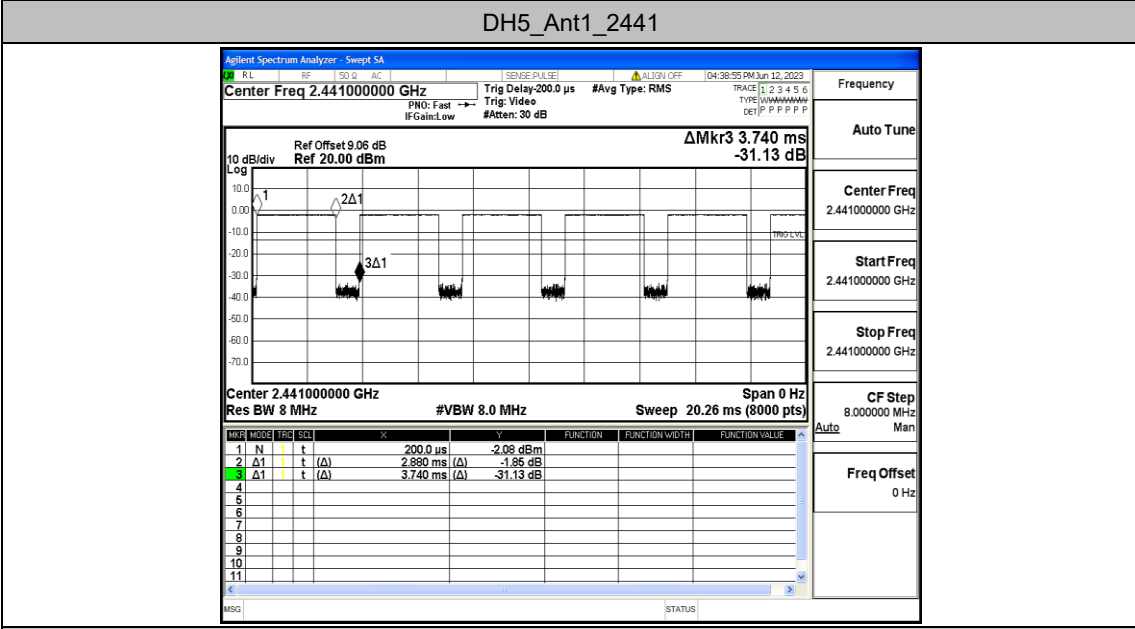 DH5_Ant1_2441
Agilent Spectrum Analyzer - Swept SA
RL RF 50 Ω AC SENSE:PULSE ALIGN OFF 04:38:55 PM Jun 12, 2023
Center Freq 2.441000000 GHz
PNO: Fast
IFGain:Low
Trig Delay-200.0 µs
Trig: Video
#Atten: 30 dB
#Avg Type: RMS
TRACE 1 2 3 4 5 6
TYPE
DET P P P P P P
Ref Offset 9.06 dB
10 dB/div Ref 20.00 dBm
Log
ΔMkr3 3.740 ms
-31.13 dB
10.0
0.00
-10.0
-20.0
-30.0
-40.0
-50.0
-60.0
-70.0
1
2Δ1
3Δ1
TRIG LVL
Center 2.441000000 GHz Span 0 Hz
Res BW 8 MHz #VBW 8.0 MHz Sweep 20.26 ms (8000 pts)
MKR MODE TRC SCL X Y FUNCTION FUNCTION WIDTH FUNCTION VALUE
1 N 1 t 200.0 µs -2.08 dBm
2 Δ1 1 t (Δ) 2.880 ms (Δ) -1.85 dB
3 Δ1 1 t (Δ) 3.740 ms (Δ) -31.13 dB
4
5
6
7
8
9
10
11
MSG STATUS
Frequency
Auto Tune
Center Freq
2.441000000 GHz
Start Freq
2.441000000 GHz
Stop Freq
2.441000000 GHz
CF Step
8.000000 MHz
Auto Man
Freq Offset
0 Hz